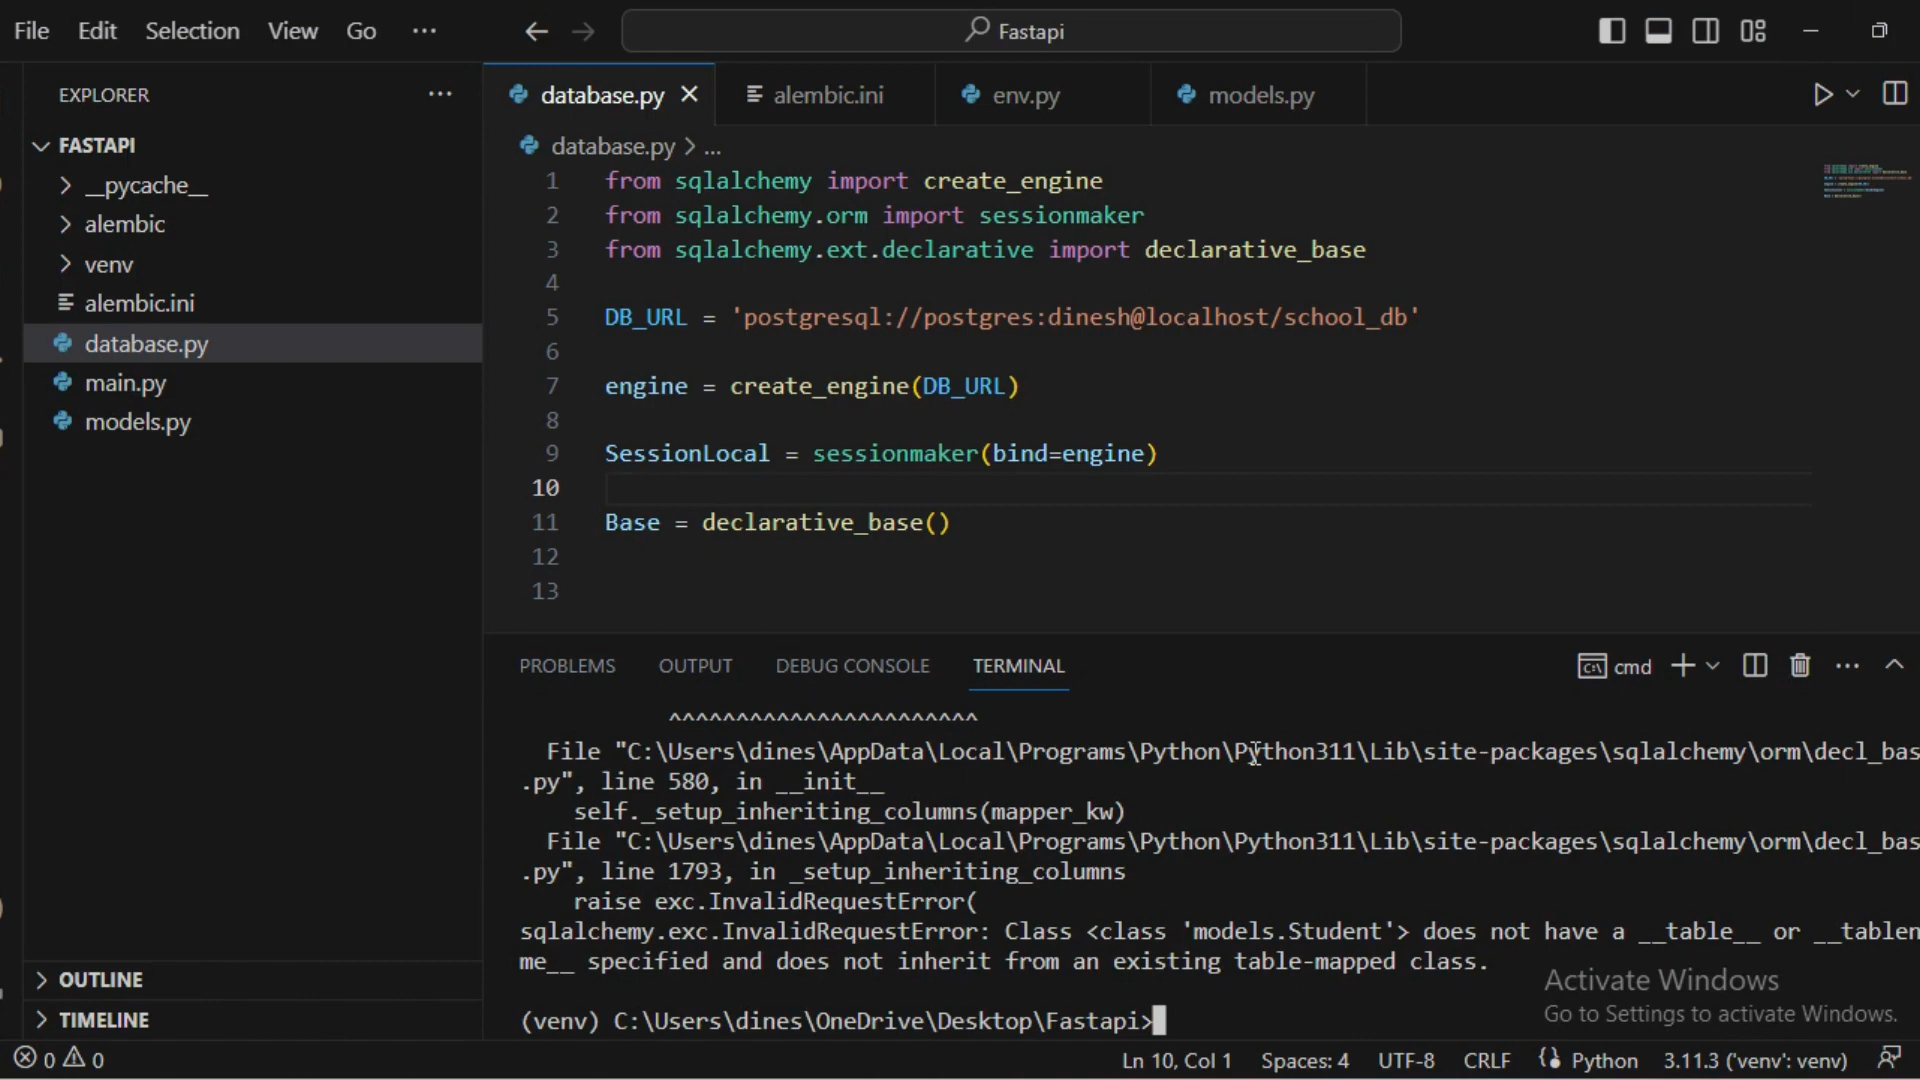 File Edit Selection View Go ...
Fastapi
EXPLORER
FASTAPI
__pycache__
alembic
venv
alembic.ini
database.py
main.py
models.py
OUTLINE
TIMELINE
database.py
alembic.ini
env.py
models.py
database.py > ...
1 from sqlalchemy import create_engine
2 from sqlalchemy.orm import sessionmaker
3 from sqlalchemy.ext.declarative import declarative_base
4
5 DB_URL = 'postgresql://postgres:dinesh@localhost/school_db'
6
7 engine = create_engine(DB_URL)
8
9 SessionLocal = sessionmaker(bind=engine)
10
11 Base = declarative_base()
12
13
PROBLEMS OUTPUT DEBUG CONSOLE TERMINAL
cmd
^^^^^^^^^^^^^^^^^^^^^^^
File "C:\Users\dines\AppData\Local\Programs\Python\Python311\Lib\site-packages\sqlalchemy\orm\decl_bas
.py", line 580, in __init__
self._setup_inheriting_columns(mapper_kw)
File "C:\Users\dines\AppData\Local\Programs\Python\Python311\Lib\site-packages\sqlalchemy\orm\decl_bas
.py", line 1793, in _setup_inheriting_columns
raise exc.InvalidRequestError(
sqlalchemy.exc.InvalidRequestError: Class <class 'models.Student'> does not have a __table__ or __tablen
me__ specified and does not inherit from an existing table-mapped class.
(venv) C:\Users\dines\OneDrive\Desktop\Fastapi>
Activate Windows
Go to Settings to activate Windows.
0 0
Ln 10, Col 1 Spaces: 4 UTF-8 CRLF Python 3.11.3 ('venv': venv)